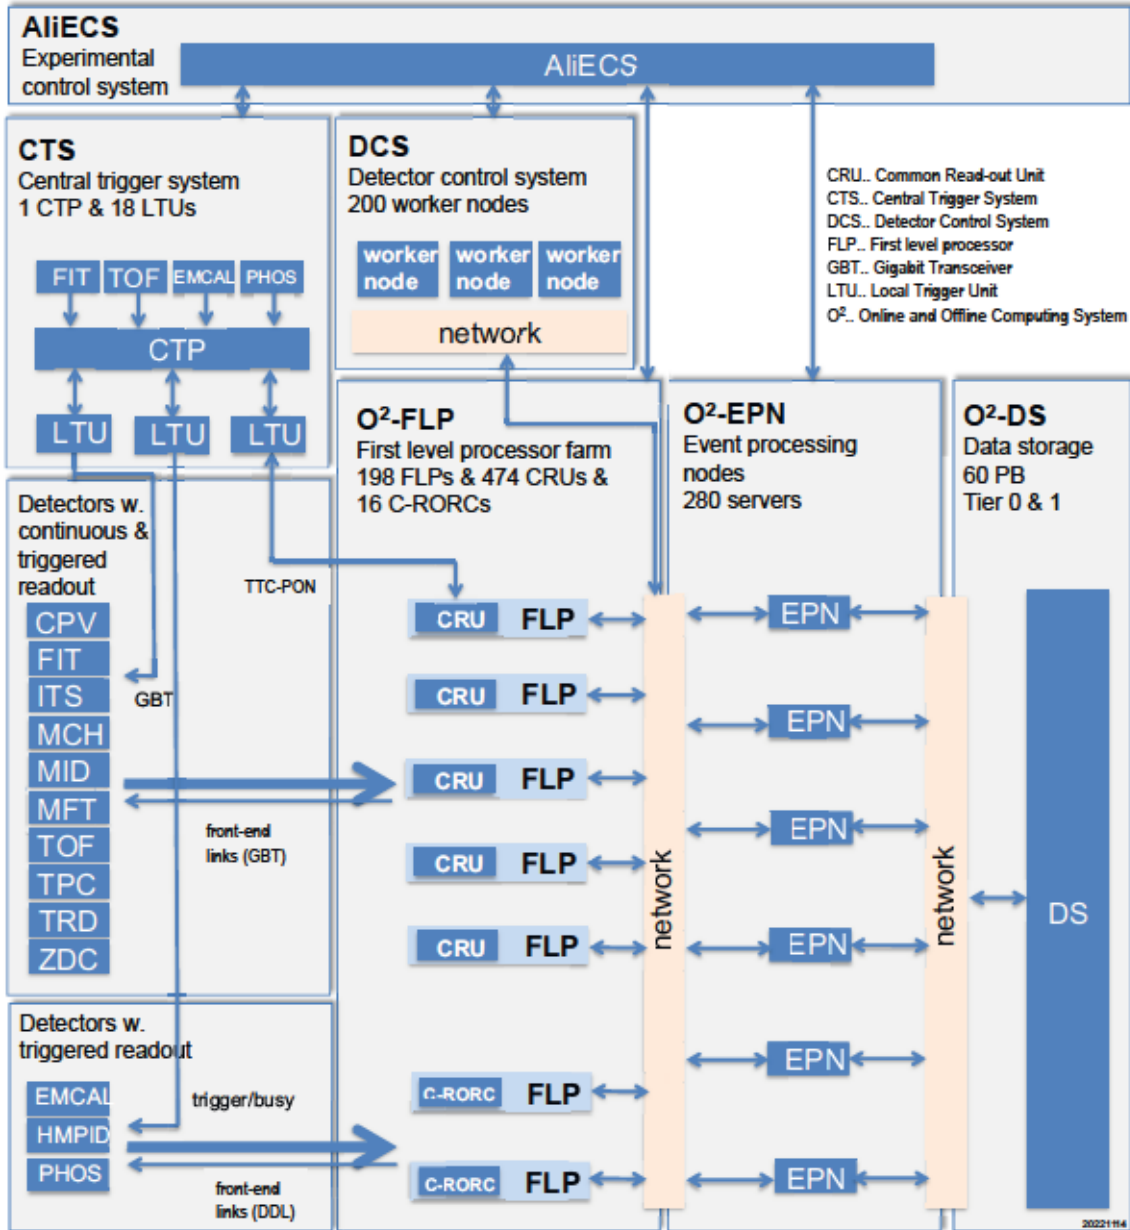 AliECS
Experimental
control system
AliECS
CTS
Central trigger system
1 CTP & 18 LTUs
FIT
TOF
EMCAL
PHOS
CTP
LTU
LTU
LTU
DCS
Detector control system
200 worker nodes
worker
node
worker
node
worker
node
network
CRU.. Common Read-out Unit
CTS.. Central Trigger System
DCS.. Detector Control System
FLP.. First level processor
GBT.. Gigabit Transceiver
LTU.. Local Trigger Unit
O².. Online and Offline Computing System
Detectors w.
continuous &
triggered
readout
CPV
FIT
ITS
MCH
MID
MFT
TOF
TPC
TRD
ZDC
GBT
TTC-PON
front-end
links (GBT)
Detectors w.
triggered readout
EMCAL
HMPID
PHOS
trigger/busy
front-end
links (DDL)
O²-FLP
First level processor farm
198 FLPs & 474 CRUs &
16 C-RORCs
CRU FLP
CRU FLP
CRU FLP
CRU FLP
CRU FLP
C-RORC FLP
C-RORC FLP
network
O²-EPN
Event processing
nodes
280 servers
EPN
EPN
EPN
EPN
EPN
EPN
network
O²-DS
Data storage
60 PB
Tier 0 & 1
DS
20221114